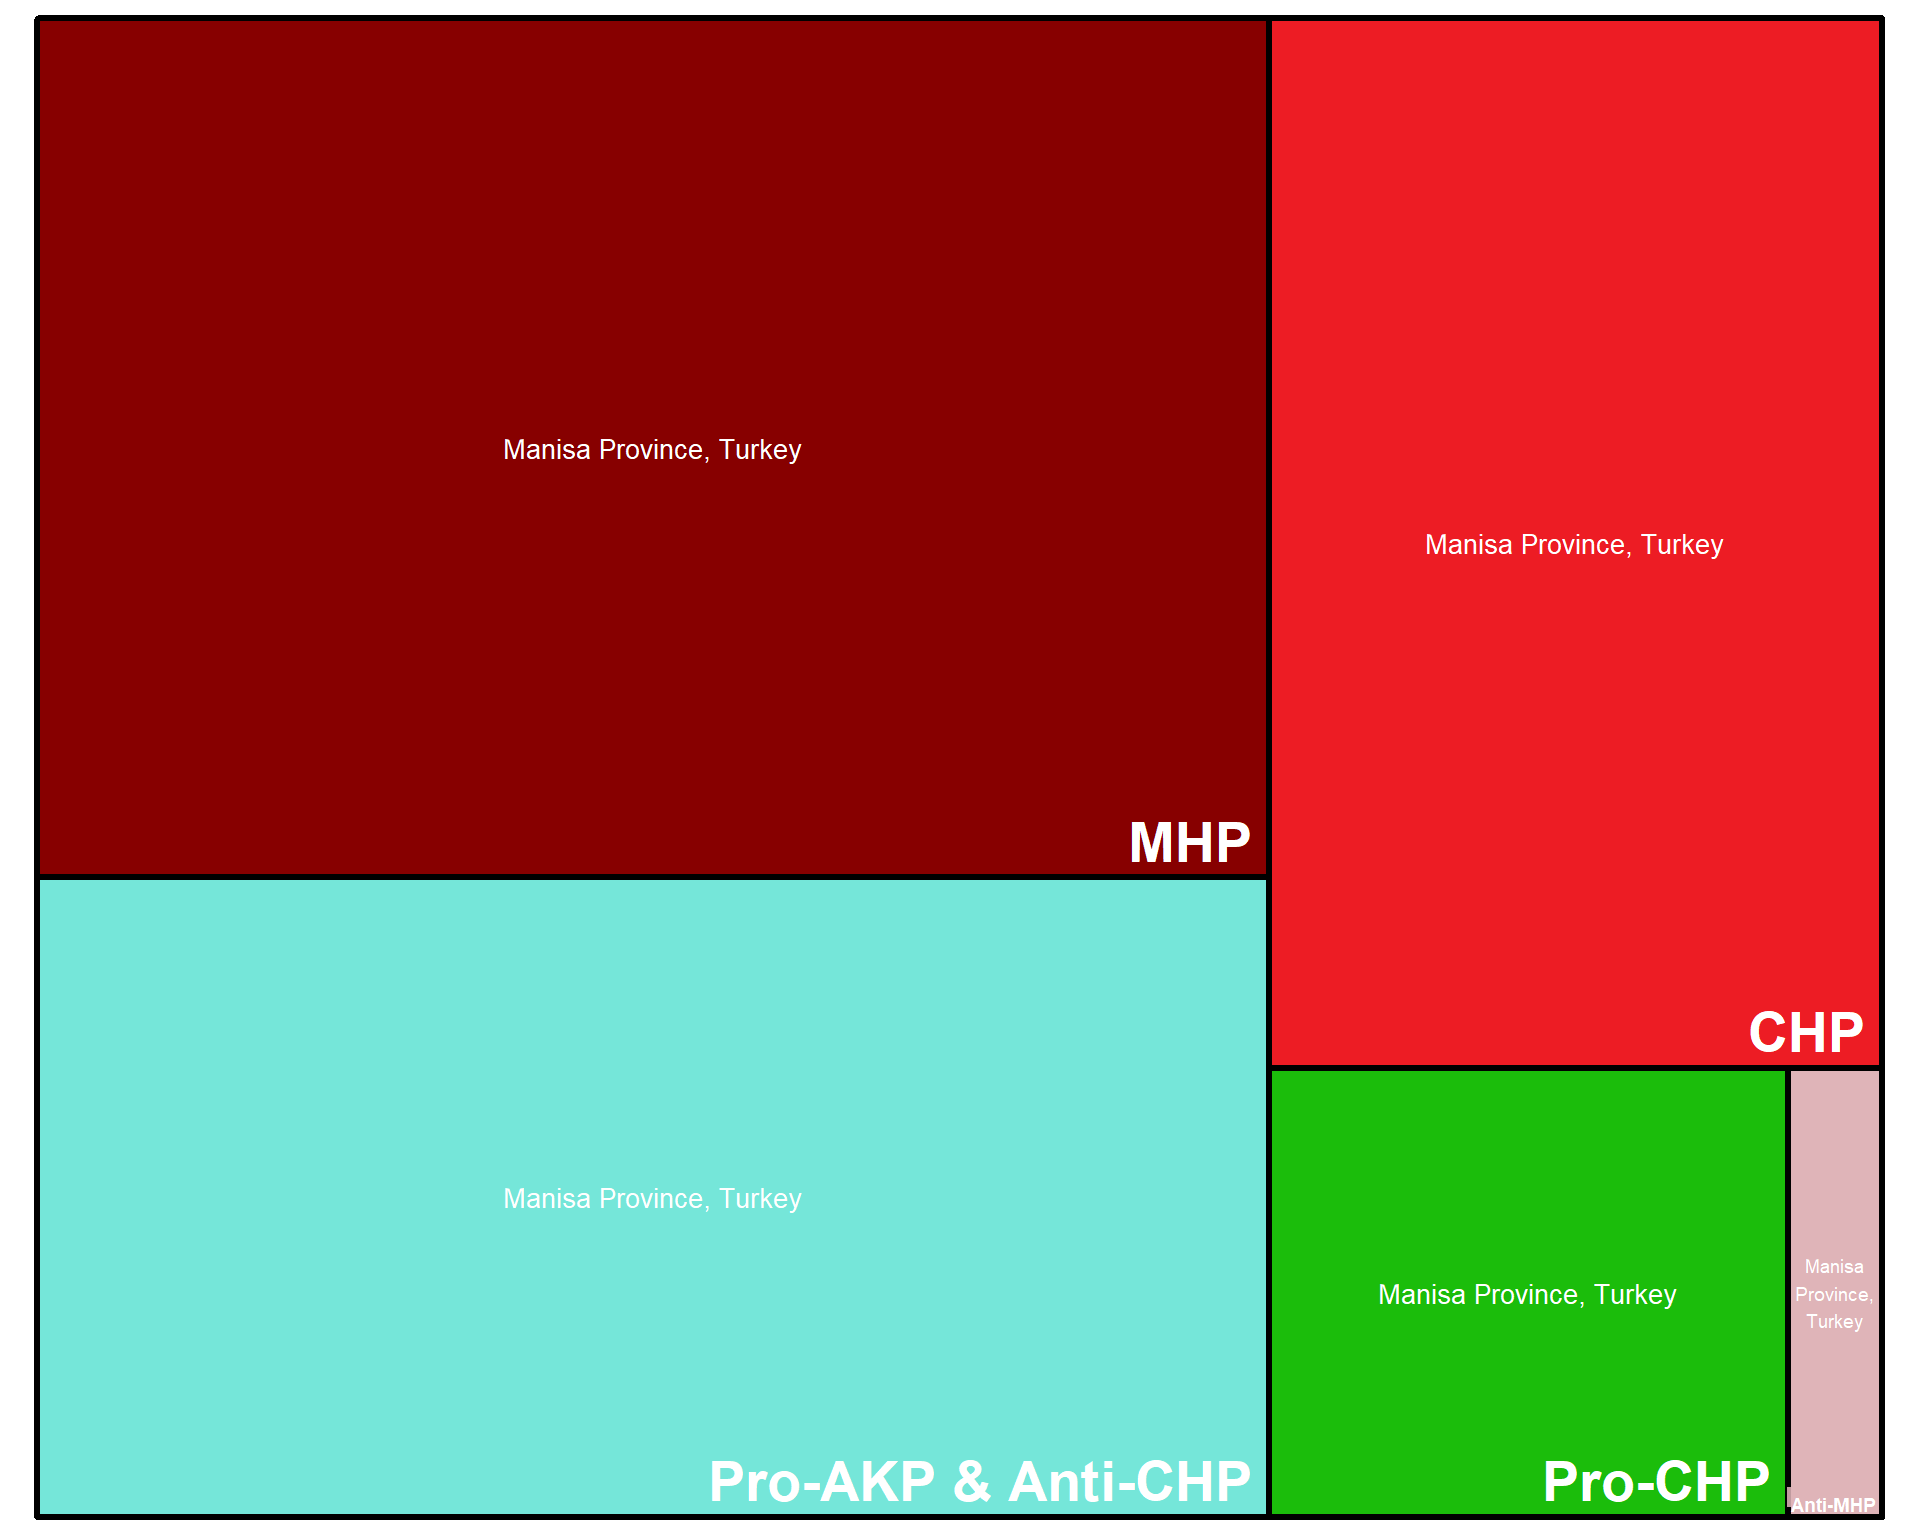 Manisa Province, Turkey
MHP
Manisa Province, Turkey
CHP
Manisa Province, Turkey
Pro-AKP & Anti-CHP
Manisa Province, Turkey
Pro-CHP
Manisa
Province,
Turkey
Anti-MHP